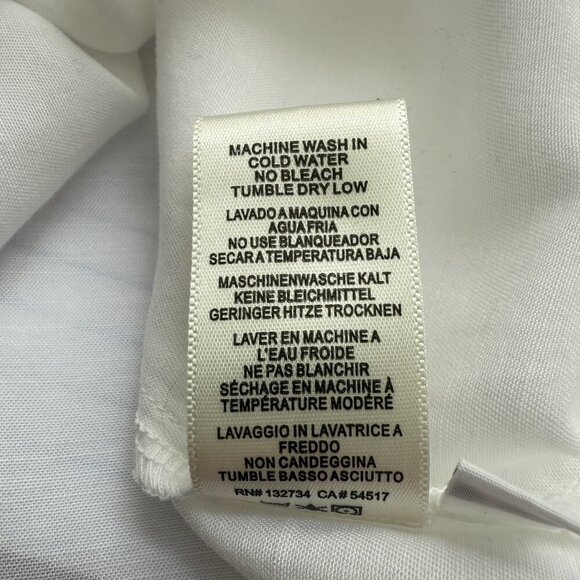 MACHINE WASH IN
COLD WATER
NO BLEACH
TUMBLE DRY LOW
LAVADO A MAQUINA CON
AGUA FRIA
NO USE BLANQUEADOR
SECAR A TEMPERATURA BAJA
MASCHINENWASCHE KALT
KEINE BLEICHMITTEL
GERINGER HITZE TROCKNEN
LAVER EN MACHINE A
L'EAU FROIDE
NE PAS BLANCHIR
SÉCHAGE EN MACHINE À
TEMPÉRATURE MODÉRÉ
LAVAGGIO IN LAVATRICE A
FREDDO
NON CANDEGGINA
TUMBLE BASSO ASCIUTTO
RN# 132734 CA# 54517